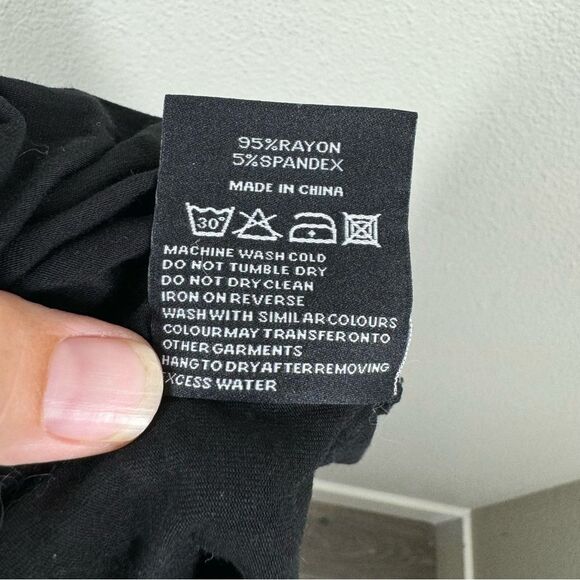 95%RAYON
5%SPANDEX
MADE IN CHINA
30°
MACHINE WASH COLD
DO NOT TUMBLE DRY
DO NOT DRY CLEAN
IRON ON REVERSE
WASH WITH SIMILAR COLOURS
COLOUR MAY TRANSFER ONTO
OTHER GARMENTS
HANG TO DRY AFTER REMOVING
EXCESS WATER